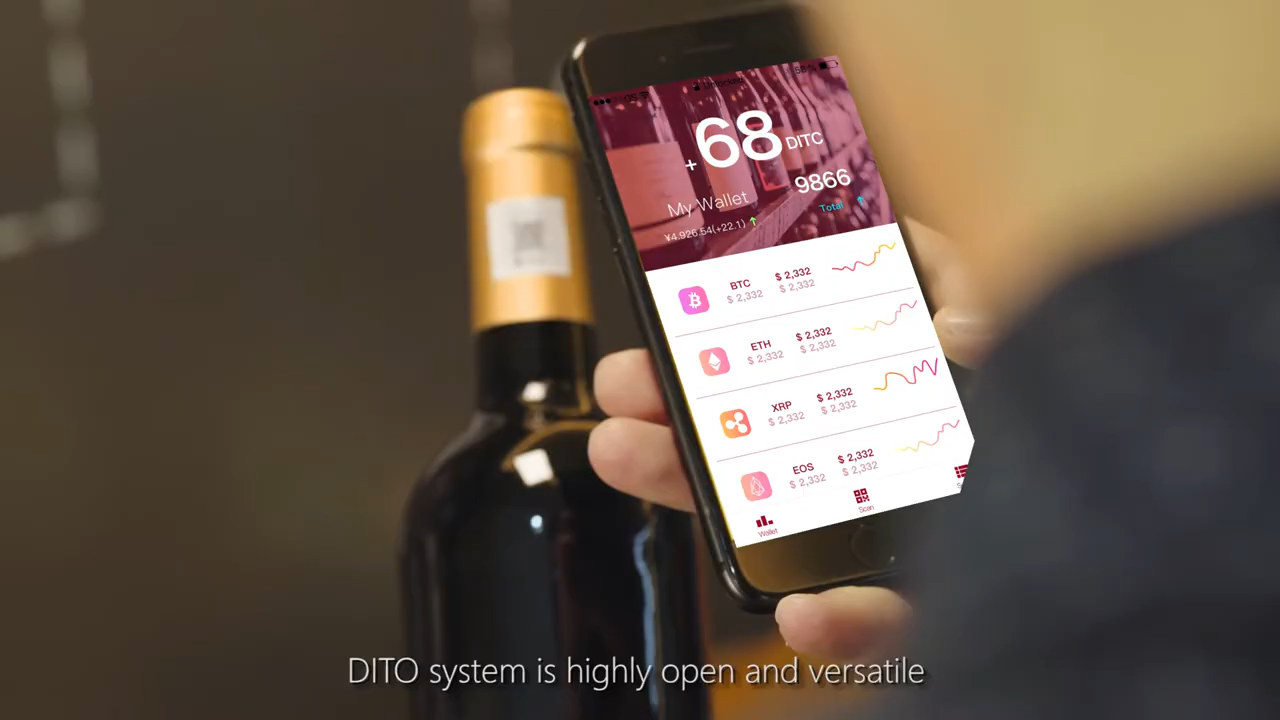 +68 DITC
9866
My Wallet
Total
¥4,926.54(+22.1)
BTC $ 2,332
$ 2,332 $ 2,332
ETH $ 2,332
$ 2,332 $ 2,332
XRP $ 2,332
$ 2,332 $ 2,332
EOS $ 2,332
$ 2,332 $ 2,332
Wallet
Scan
DITO system is highly open and versatile